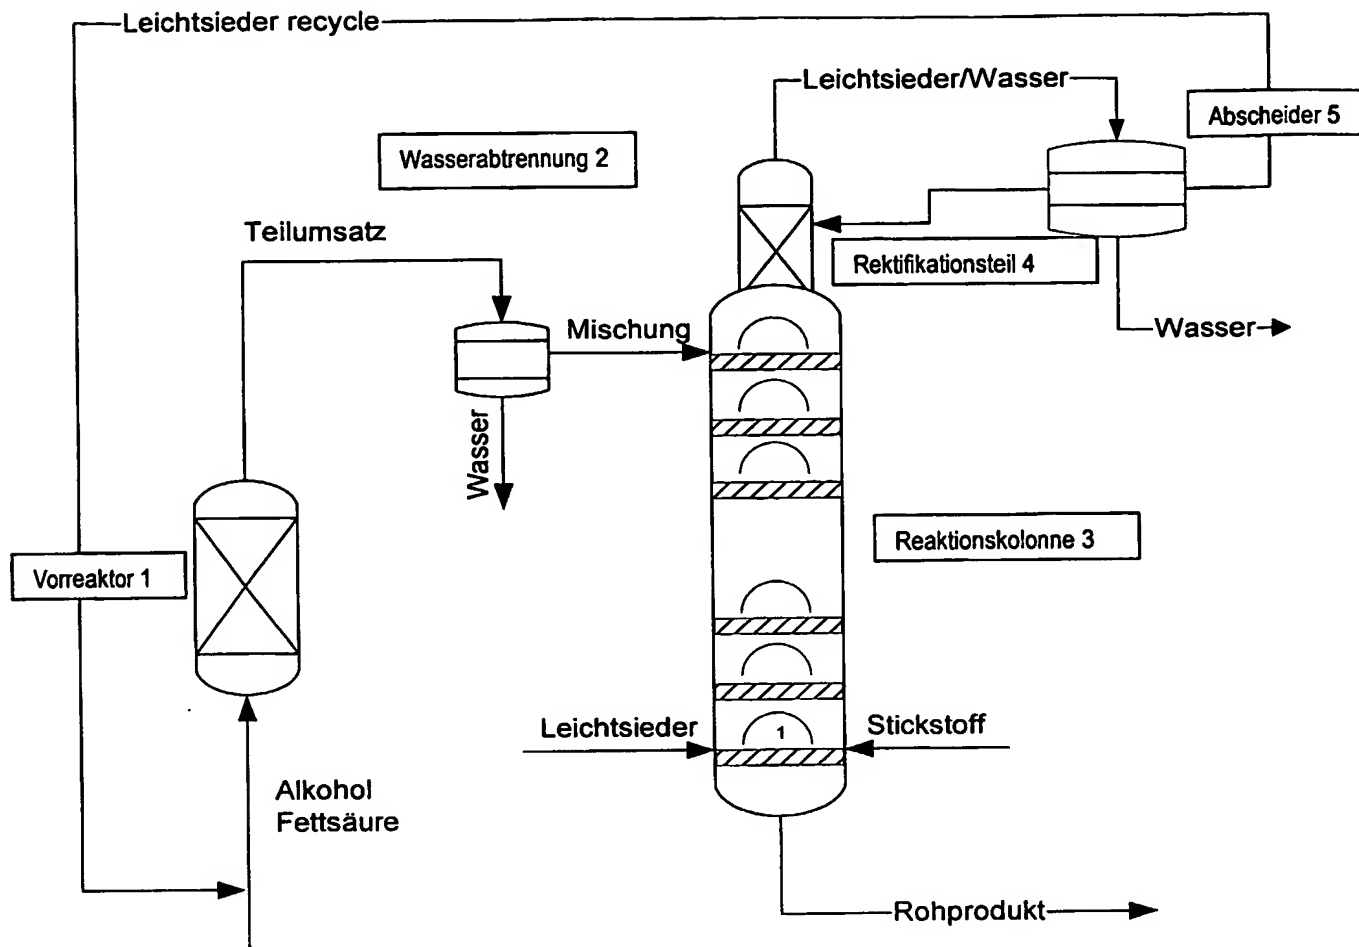 Leichtsieder recycle
Leichtsieder/Wasser
Abscheider 5
Wasserabtrennung 2
Teilumsatz
Rektifikationsteil 4
Mischung
Wasser
Wasser
Reaktionskolonne 3
Vorreaktor 1
Leichtsieder
1
Stickstoff
Alkohol
Fettsäure
Rohprodukt